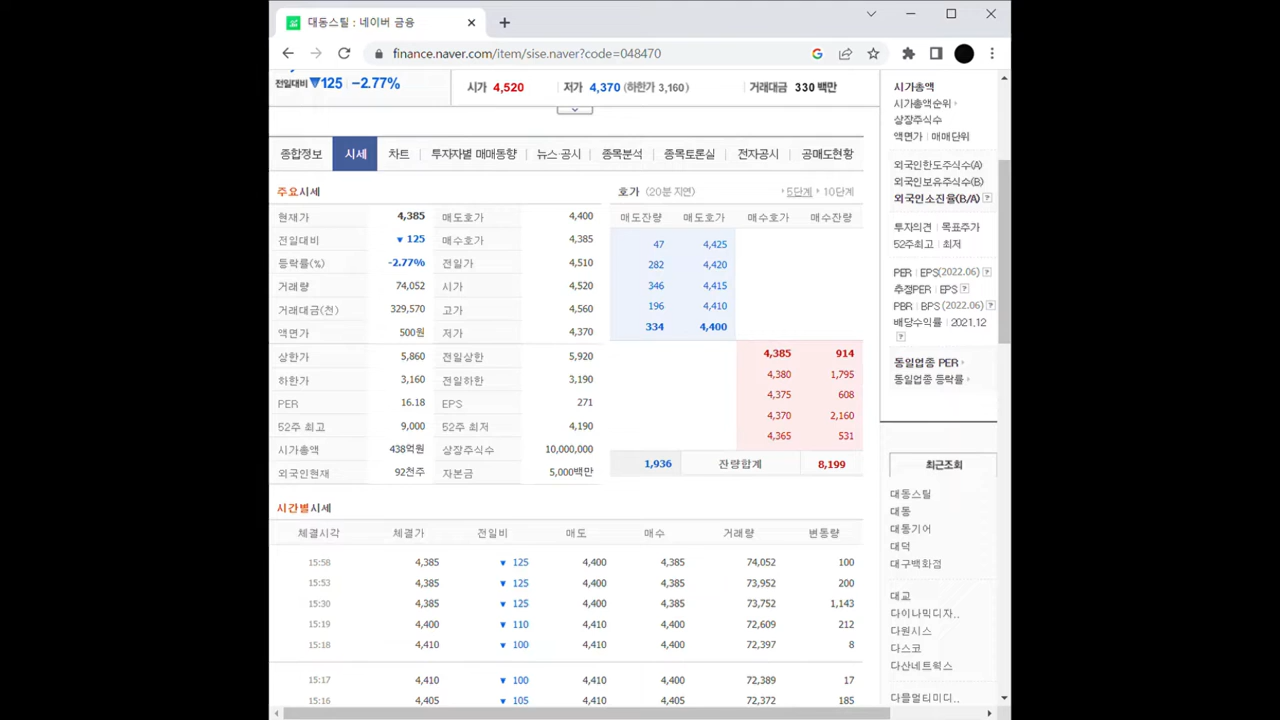 대동스틸 : 네이버 금융
finance.naver.com/item/sise.naver?code=048470
전일대비 ▼125 -2.77%
시가 4,520 저가 4,370 (하한가 3,160) 거래대금 330 백만
종합정보 시세 차트 투자자별 매매동향 뉴스·공시 종목분석 종목토론실 전자공시 공매도현황
주요시세
현재가 4,385 매도호가 4,400
전일대비 ▼ 125 매수호가 4,385
등락률(%) -2.77% 전일가 4,510
거래량 74,052 시가 4,520
거래대금(천) 329,570 고가 4,560
액면가 500원 저가 4,370
상한가 5,860 전일상한 5,920
하한가 3,160 전일하한 3,190
PER 16.18 EPS 271
52주 최고 9,000 52주 최저 4,190
시가총액 438억원 상장주식수 10,000,000
외국인현재 92천주 자본금 5,000백만
호가 (20분 지연) 5단계 10단계
매도잔량 매도호가 매수호가 매수잔량
47 4,425
282 4,420
346 4,415
196 4,410
334 4,400
4,385 914
4,380 1,795
4,375 608
4,370 2,160
4,365 531
1,936 잔량합계 8,199
시간별시세
체결시각 체결가 전일비 매도 매수 거래량 변동량
15:58 4,385 ▼ 125 4,400 4,385 74,052 100
15:53 4,385 ▼ 125 4,400 4,385 73,952 200
15:30 4,385 ▼ 125 4,400 4,385 73,752 1,143
15:19 4,400 ▼ 110 4,410 4,400 72,609 212
15:18 4,410 ▼ 100 4,410 4,400 72,397 8
15:17 4,410 ▼ 100 4,410 4,400 72,389 17
15:16 4,405 ▼ 105 4,410 4,405 72,372 185
시가총액
시가총액순위
상장주식수
액면가 매매단위
외국인한도주식수(A)
외국인보유주식수(B)
외국인소진율(B/A) ?
투자의견 목표주가
52주최고 최저
PER EPS(2022.06) ?
추정PER EPS ?
PBR BPS (2022.06) ?
배당수익률 2021.12
?
동일업종 PER
동일업종 등락률
최근조회
대동스틸
대동
대동기어
대덕
대구백화점
대교
다이나믹디자..
다원시스
다스코
다산네트웍스
다믈멀티미디..